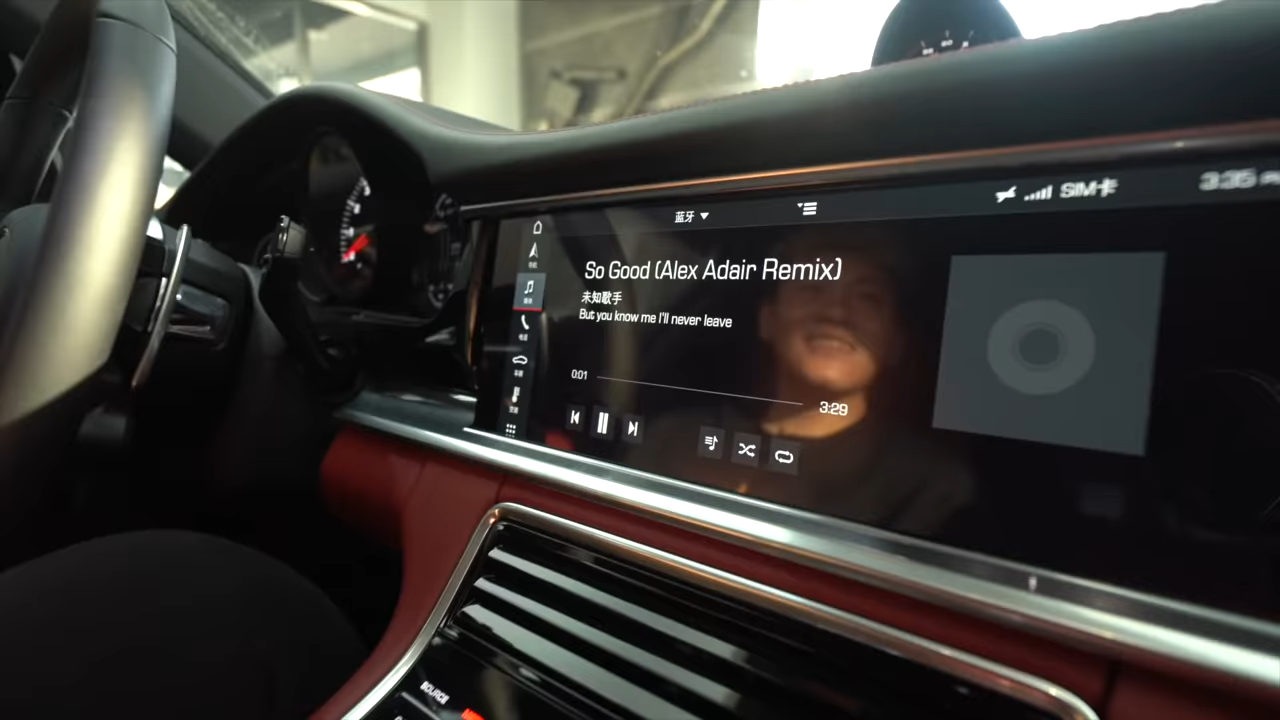 蓝牙
SIM卡
3:35
So Good (Alex Adair Remix)
未知歌手
But you know me I'll never leave
0:01
3:29
SOURCE